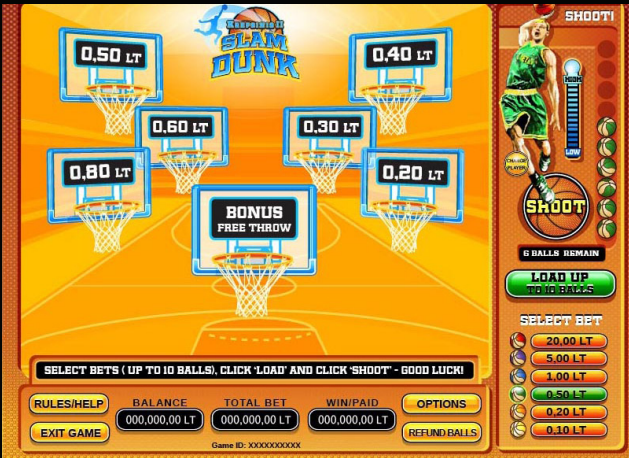 SLAM
DUNK
0,50 LT
0,40 LT
0,60 LT
0,30 LT
0,80 LT
0,20 LT
BONUS
FREE THROW
SHOOT!
HIGH
LOW
CHANGE
PLAYER
SHOOT
6 BALLS REMAIN
LOAD UP
TO 10 BALLS
SELECT BET
20,00 LT
5,00 LT
1,00 LT
0,50 LT
0,20 LT
0,10 LT
SELECT BETS ( UP TO 10 BALLS), CLICK 'LOAD' AND CLICK 'SHOOT' - GOOD LUCK!
RULES/HELP
BALANCE
TOTAL BET
WIN/PAID
OPTIONS
000,000,00 LT
000,000,00 LT
000,000,00 LT
EXIT GAME
REFUND BALLS
Game ID: XXXXXXXXXX